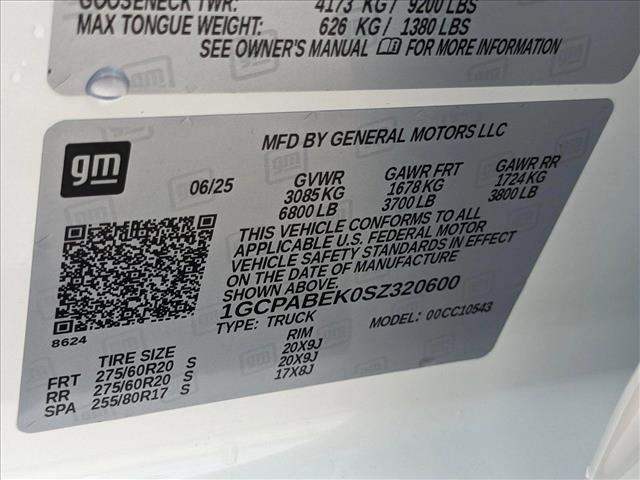 GOOSENECK TWR: 4173 KG / 9200 LBS
MAX TONGUE WEIGHT: 626 KG / 1380 LBS
SEE OWNER'S MANUAL FOR MORE INFORMATION
gm
MFD BY GENERAL MOTORS LLC
06/25 GVWR GAWR FRT GAWR RR
3085 KG 1678 KG 1724 KG
6800 LB 3700 LB 3800 LB
THIS VEHICLE CONFORMS TO ALL
APPLICABLE U.S. FEDERAL MOTOR
VEHICLE SAFETY STANDARDS IN EFFECT
ON THE DATE OF MANUFACTURE
SHOWN ABOVE.
1GCPABEK0SZ320600
TYPE: TRUCK MODEL: 00CC10543
8624
TIRE SIZE RIM
FRT 275/60R20 S 20X9J
RR 275/60R20 S 20X9J
SPA 255/80R17 S 17X8J